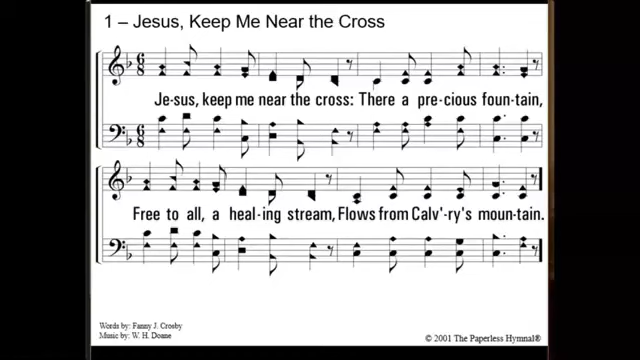 1 – Jesus, Keep Me Near the Cross
6 8
Je-sus, keep me near the cross: There a pre-cious foun-tain,
Free to all, a heal-ing stream, Flows from Calv'-ry's moun-tain.
Words by: Fanny J. Crosby
Music by: W. H. Doane
© 2001 The Paperless Hymnal®